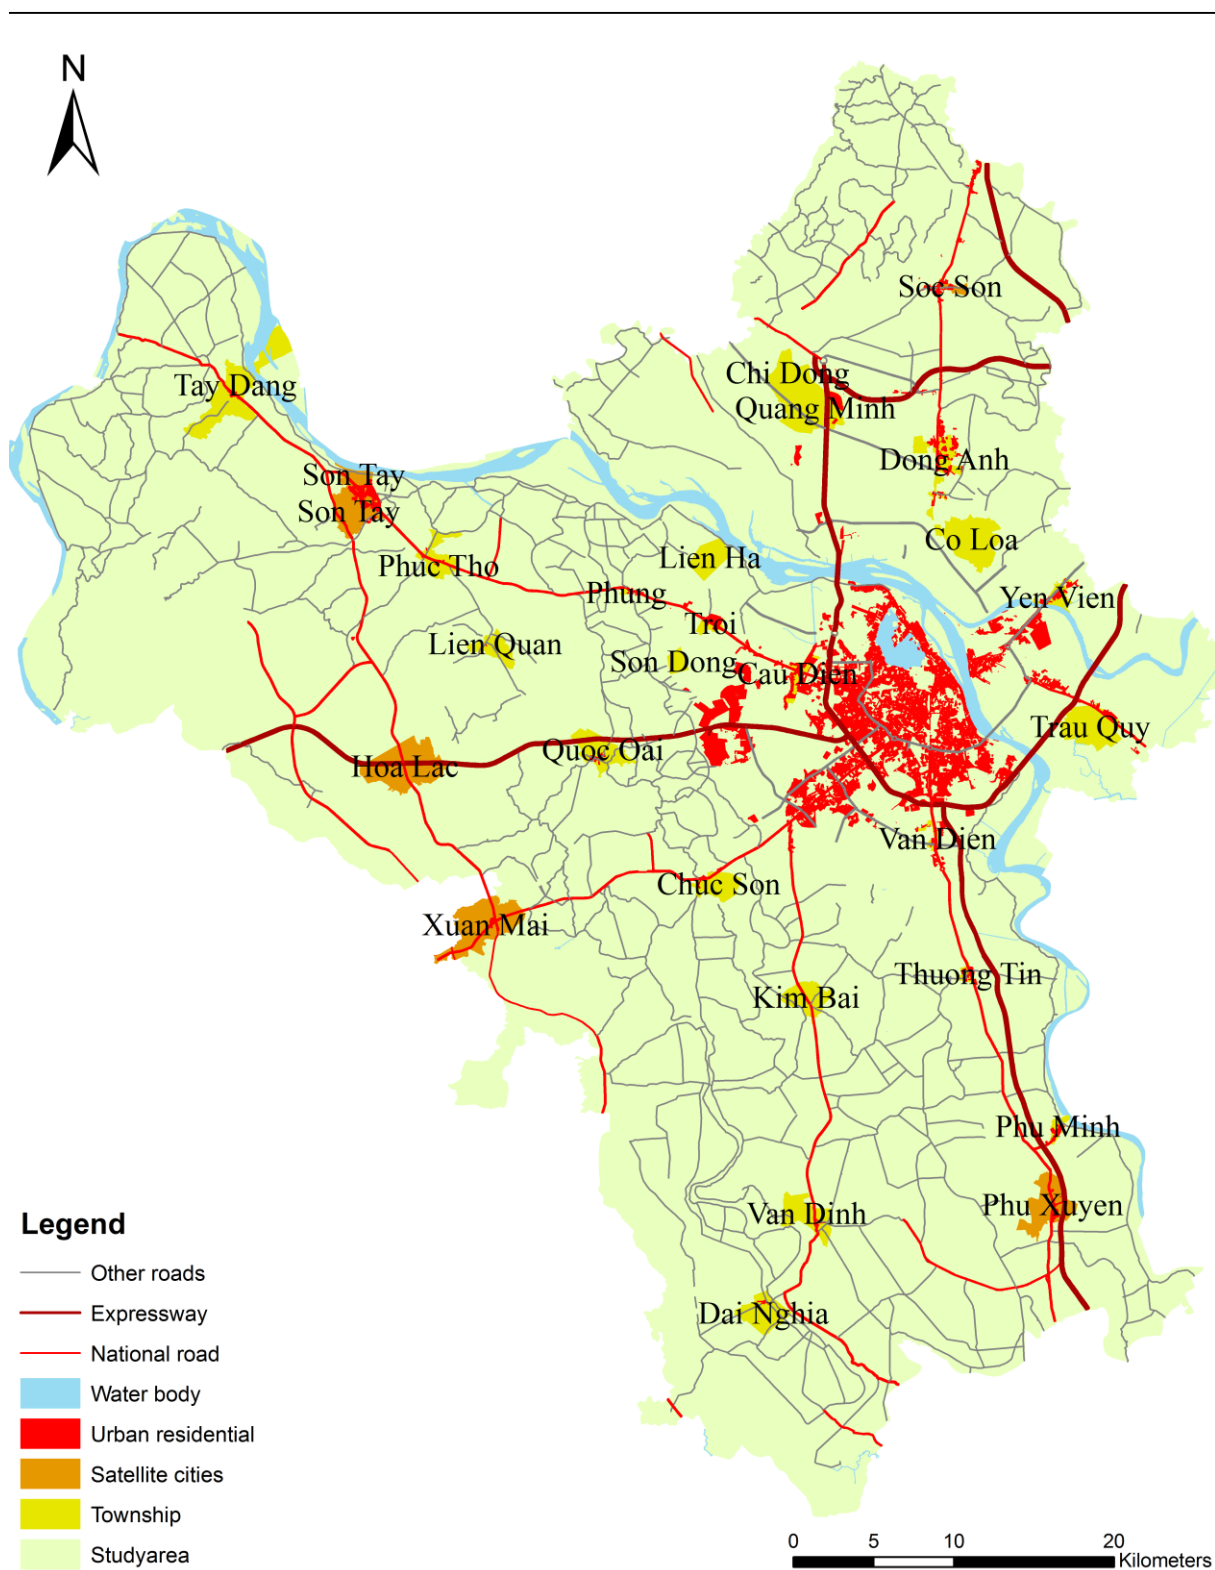 N
Soc Son
Chi Dong
Tay Dang
Quang Minh
Dong Anh
Son Tay
Son Tay
Co Loa
Lien Ha
Phuc Tho
Phung
Yen Vien
Troi
Lien Quan
Son Dong
Cau Dien
Trau Quy
Quoc Oai
Hoa Lac
Van Dien
Chuc Son
Xuan Mai
Thuong Tin
Kim Bai
Phu Minh
Phu Xuyen
Van Dinh
Dai Nghia
Legend
Other roads
Expressway
National road
Water body
Urban residential
Satellite cities
Township
Studyarea
0 5 10 20
Kilometers